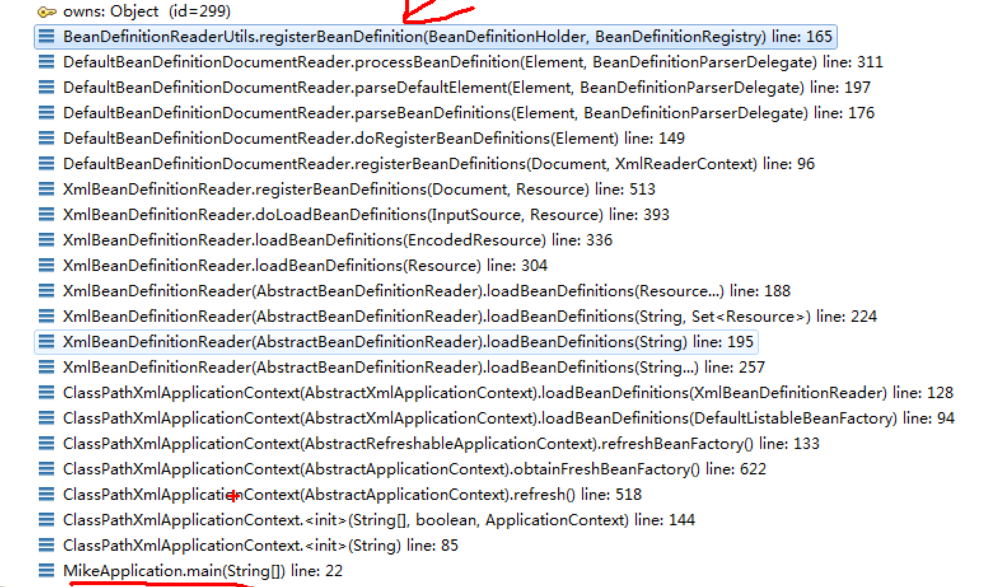 owns: Object (id=299)
BeanDefinitionReaderUtils.registerBeanDefinition(BeanDefinitionHolder, BeanDefinitionRegistry) line: 165
DefaultBeanDefinitionDocumentReader.processBeanDefinition(Element, BeanDefinitionParserDelegate) line: 311
DefaultBeanDefinitionDocumentReader.parseDefaultElement(Element, BeanDefinitionParserDelegate) line: 197
DefaultBeanDefinitionDocumentReader.parseBeanDefinitions(Element, BeanDefinitionParserDelegate) line: 176
DefaultBeanDefinitionDocumentReader.doRegisterBeanDefinitions(Element) line: 149
DefaultBeanDefinitionDocumentReader.registerBeanDefinitions(Document, XmlReaderContext) line: 96
XmlBeanDefinitionReader.registerBeanDefinitions(Document, Resource) line: 513
XmlBeanDefinitionReader.doLoadBeanDefinitions(InputSource, Resource) line: 393
XmlBeanDefinitionReader.loadBeanDefinitions(EncodedResource) line: 336
XmlBeanDefinitionReader.loadBeanDefinitions(Resource) line: 304
XmlBeanDefinitionReader(AbstractBeanDefinitionReader).loadBeanDefinitions(Resource...) line: 188
XmlBeanDefinitionReader(AbstractBeanDefinitionReader).loadBeanDefinitions(String, Set<Resource>) line: 224
XmlBeanDefinitionReader(AbstractBeanDefinitionReader).loadBeanDefinitions(String) line: 195
XmlBeanDefinitionReader(AbstractBeanDefinitionReader).loadBeanDefinitions(String...) line: 257
ClassPathXmlApplicationContext(AbstractXmlApplicationContext).loadBeanDefinitions(XmlBeanDefinitionReader) line: 128
ClassPathXmlApplicationContext(AbstractXmlApplicationContext).loadBeanDefinitions(DefaultListableBeanFactory) line: 94
ClassPathXmlApplicationContext(AbstractRefreshableApplicationContext).refreshBeanFactory() line: 133
ClassPathXmlApplicationContext(AbstractApplicationContext).obtainFreshBeanFactory() line: 622
ClassPathXmlApplicationContext(AbstractApplicationContext).refresh() line: 518
ClassPathXmlApplicationContext.<init>(String[], boolean, ApplicationContext) line: 144
ClassPathXmlApplicationContext.<init>(String) line: 85
MikeApplication.main(String[]) line: 22